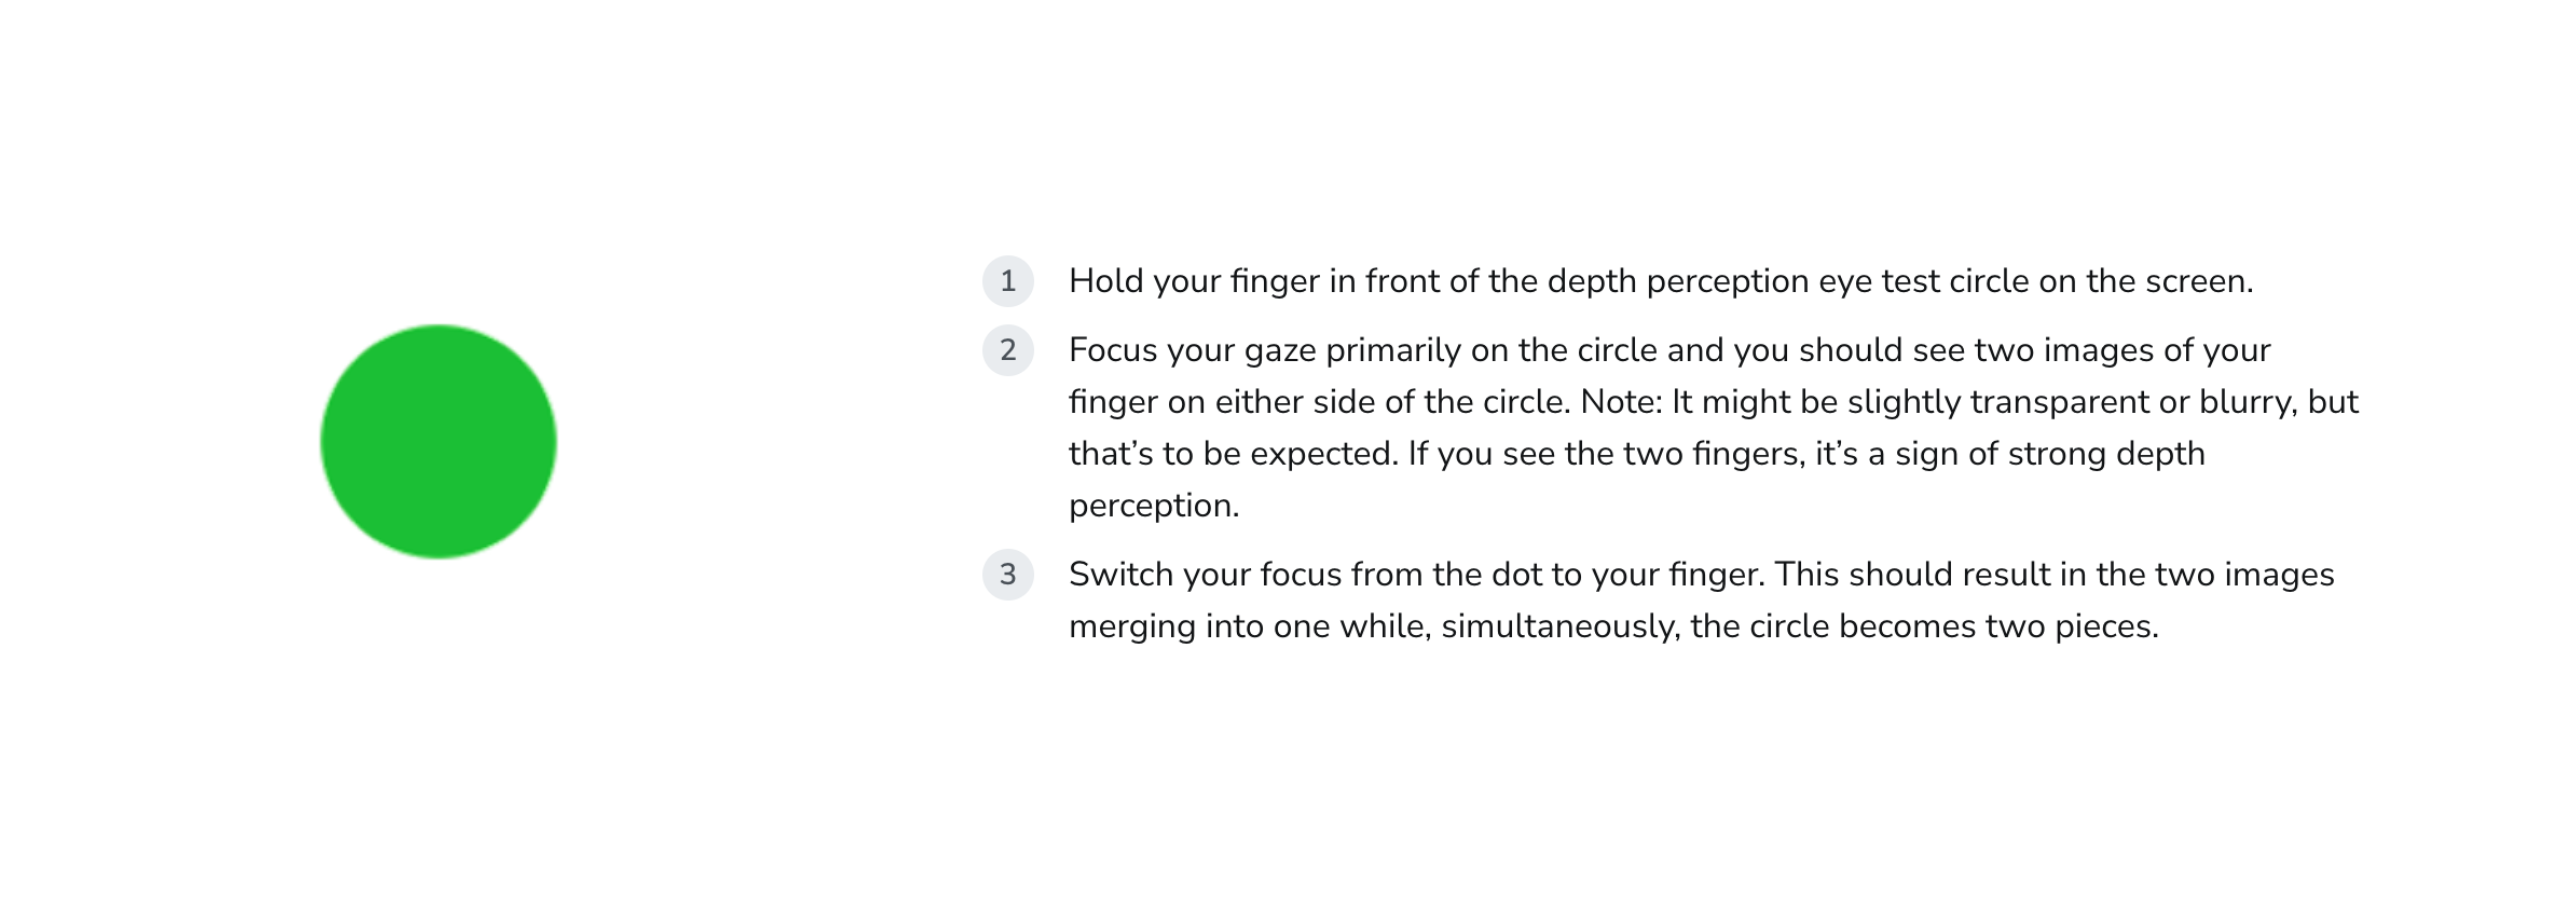 1 Hold your finger in front of the depth perception eye test circle on the screen.
2 Focus your gaze primarily on the circle and you should see two images of your
finger on either side of the circle. Note: It might be slightly transparent or blurry, but
that’s to be expected. If you see the two fingers, it’s a sign of strong depth
perception.
3 Switch your focus from the dot to your finger. This should result in the two images
merging into one while, simultaneously, the circle becomes two pieces.